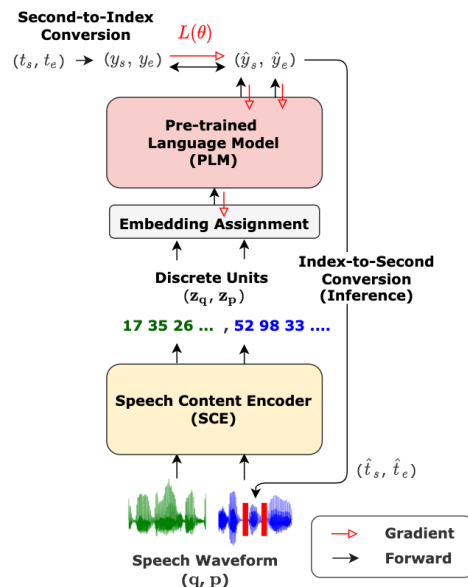 Second-to-Index
Conversion
L(θ)
(t_s, t_e) → (y_s, y_e) (ŷ_s, ŷ_e)
Pre-trained
Language Model
(PLM)
Embedding Assignment
Discrete Units
(z_q, z_p)
Index-to-Second
Conversion
(Inference)
17 35 26 ... , 52 98 33 ....
Speech Content Encoder
(SCE)
(t̂_s, t̂_e)
Speech Waveform
(q, p)
Gradient
Forward